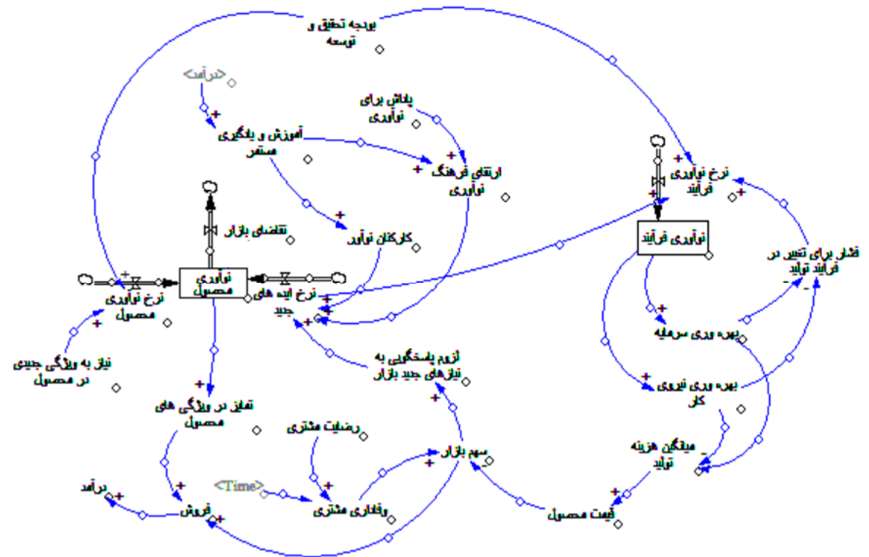 بودجه تحقیق و
توسعه
<درآمد>
پاداش برای
نوآوری
آموزش و یادگیری
مستمر
ارتقای فرهنگ
نوآوری
نرخ نوآوری
فرآیند
تقاضای بازار
کارکنان نوآور
نوآوری فرآیند
فشار برای تغییر در
فرآیند تولید
نوآوری
محصول
نرخ ایده های
جدید
نرخ نوآوری
محصول
بهره وری سرمایه
نیاز به ویژگی جدیدی
در محصول
لزوم پاسخگویی به
نیازهای جدید بازار
بهره وری نیروی
کار
تمایز در ویژگی های
محصول
رضایت مشتری
سهم بازار
میانگین هزینه
تولید
<Time>
درآمد
فروش
وفاداری مشتری
قیمت محصول